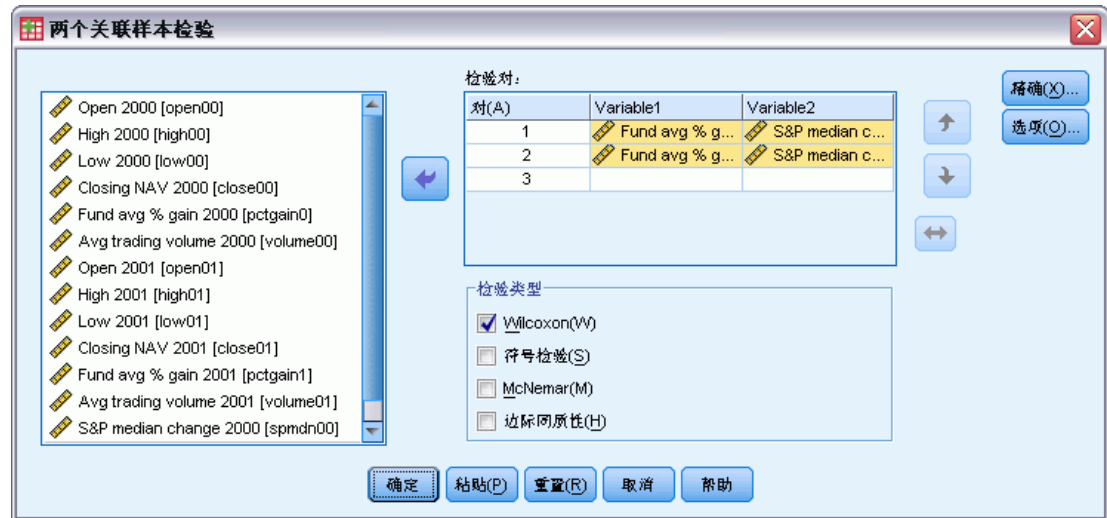 两个关联样本检验
Open 2000 [open00]
High 2000 [high00]
Low 2000 [low00]
Closing NAV 2000 [close00]
Fund avg % gain 2000 [pctgain0]
Avg trading volume 2000 [volume00]
Open 2001 [open01]
High 2001 [high01]
Low 2001 [low01]
Closing NAV 2001 [close01]
Fund avg % gain 2001 [pctgain1]
Avg trading volume 2001 [volume01]
S&P median change 2000 [spmdn00]
检验对:
对(A) Variable1 Variable2
1 Fund avg % g... S&P median c...
2 Fund avg % g... S&P median c...
3
检验类型
Wilcoxon(W)
符号检验(S)
McNemar(M)
边际同质性(H)
精确(X)...
选项(O)...
确定 粘贴(P) 重置(R) 取消 帮助